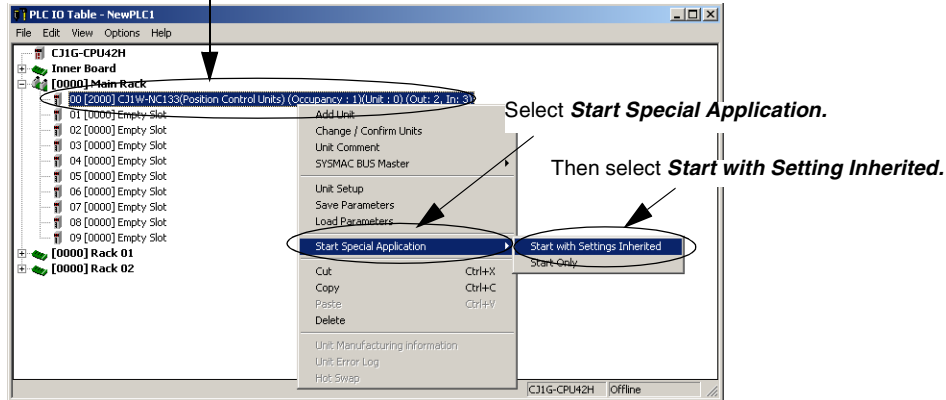 PLC IO Table - NewPLC1
File Edit View Options Help
CJ1G-CPU42H
Inner Board
[0000] Main Rack
00 [2000] CJ1W-NC133(Position Control Units) (Occupancy : 1)(Unit : 0) (Out: 2, In: 3)
01 [0000] Empty Slot
02 [0000] Empty Slot
03 [0000] Empty Slot
04 [0000] Empty Slot
05 [0000] Empty Slot
06 [0000] Empty Slot
07 [0000] Empty Slot
08 [0000] Empty Slot
09 [0000] Empty Slot
[0000] Rack 01
[0000] Rack 02
Add Unit
Change / Confirm Units
Unit Comment
SYSMAC BUS Master
Unit Setup
Save Parameters
Load Parameters
Start Special Application
Cut Ctrl+X
Copy Ctrl+C
Paste Ctrl+V
Delete
Unit Manufacturing information
Unit Error Log
Hot Swap
Start with Settings Inherited
Start Only
Select Start Special Application.
Then select Start with Setting Inherited.
CJ1G-CPU42H Offline